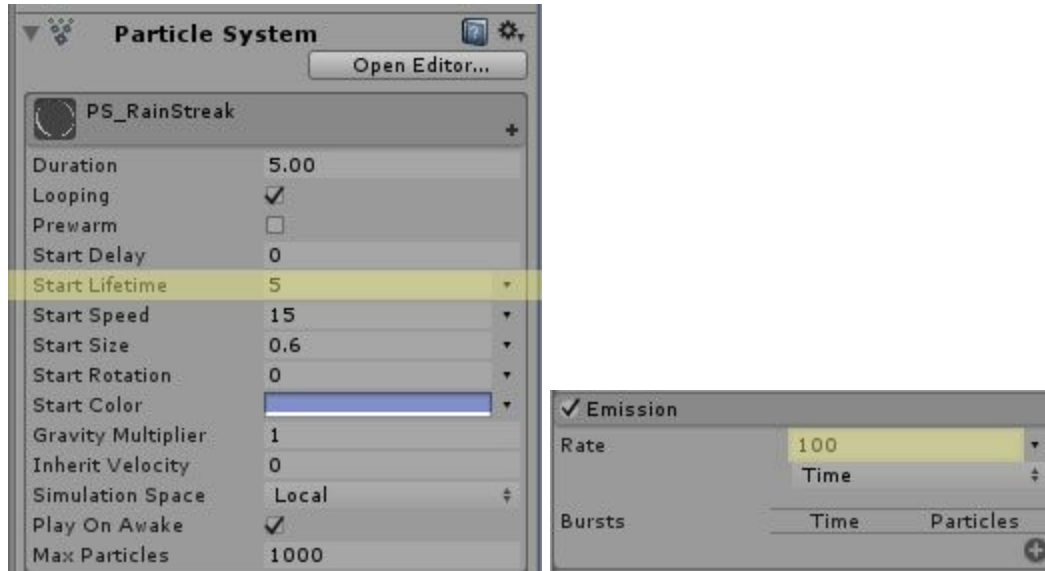 Particle System
Open Editor...
PS_RainStreak
Duration 5.00
Looping
Prewarm
Start Delay 0
Start Lifetime 5
Start Speed 15
Start Size 0.6
Start Rotation 0
Start Color
Gravity Multiplier 1
Inherit Velocity 0
Simulation Space Local
Play On Awake
Max Particles 1000
Emission
Rate 100
Time
Bursts Time Particles